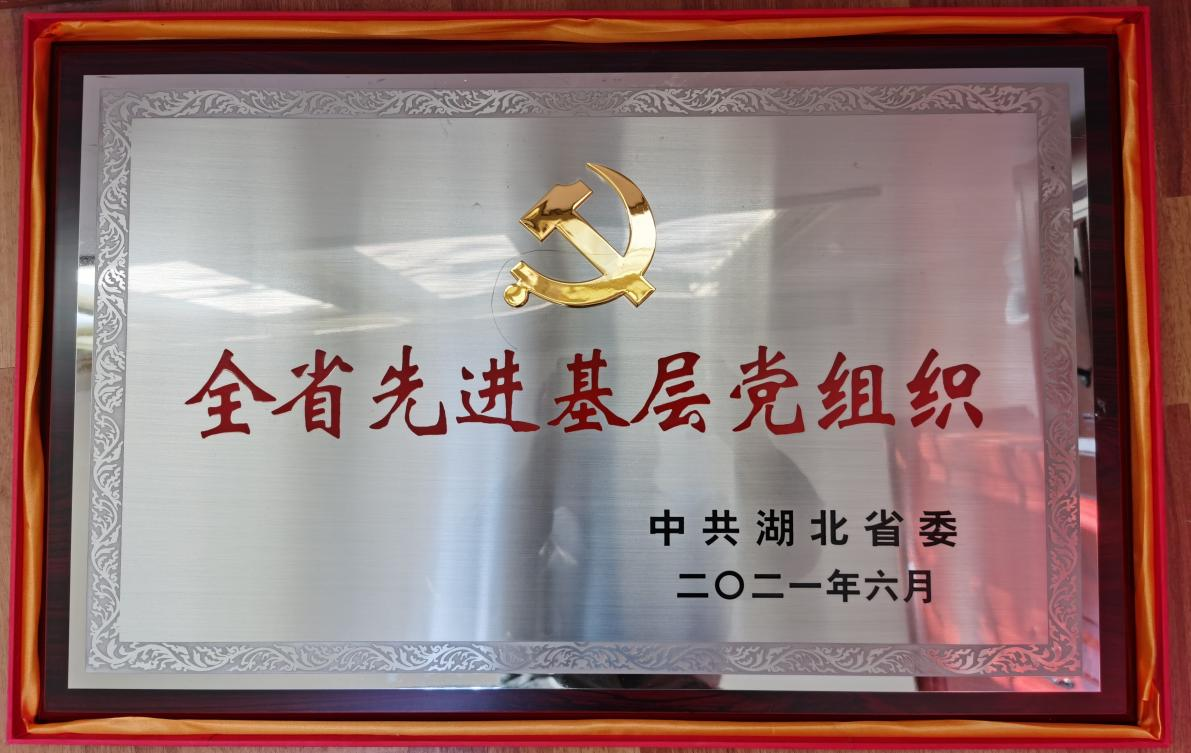 全省先进基层党组织
中共湖北省委
二〇二一年六月